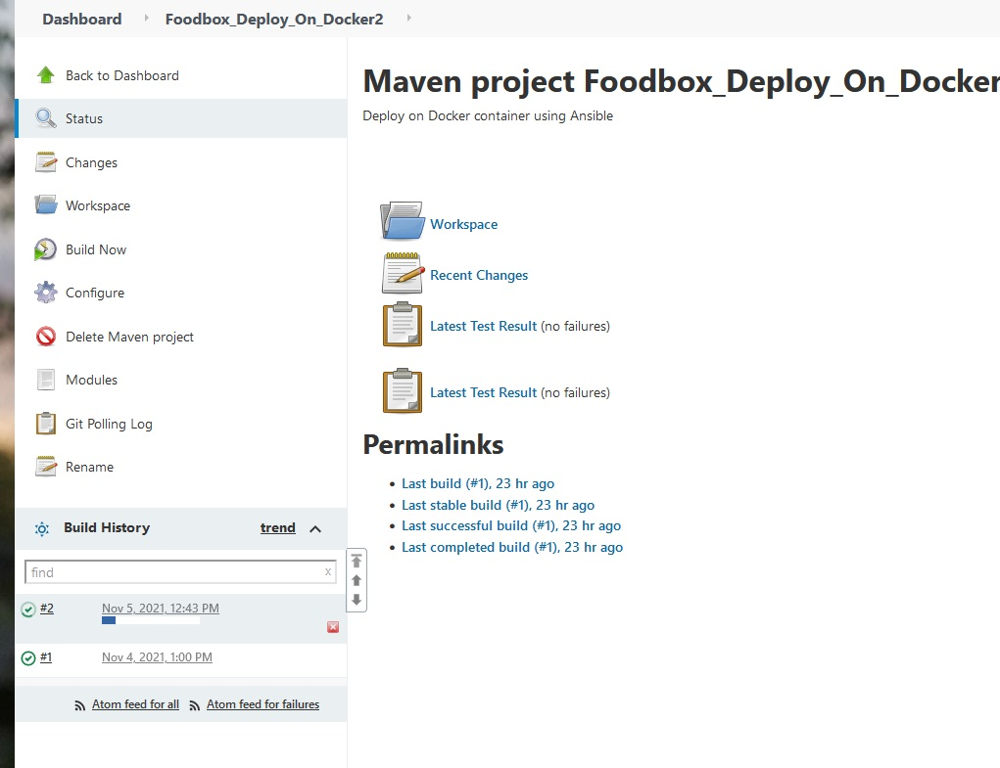 Dashboard Foodbox_Deploy_On_Docker2
Back to Dashboard
Status
Changes
Workspace
Build Now
Configure
Delete Maven project
Modules
Git Polling Log
Rename
Build History trend
find x
#2 Nov 5, 2021, 12:43 PM
#1 Nov 4, 2021, 1:00 PM
Atom feed for all Atom feed for failures
Maven project Foodbox_Deploy_On_Docker
Deploy on Docker container using Ansible
Workspace
Recent Changes
Latest Test Result (no failures)
Latest Test Result (no failures)
Permalinks
Last build (#1), 23 hr ago
Last stable build (#1), 23 hr ago
Last successful build (#1), 23 hr ago
Last completed build (#1), 23 hr ago